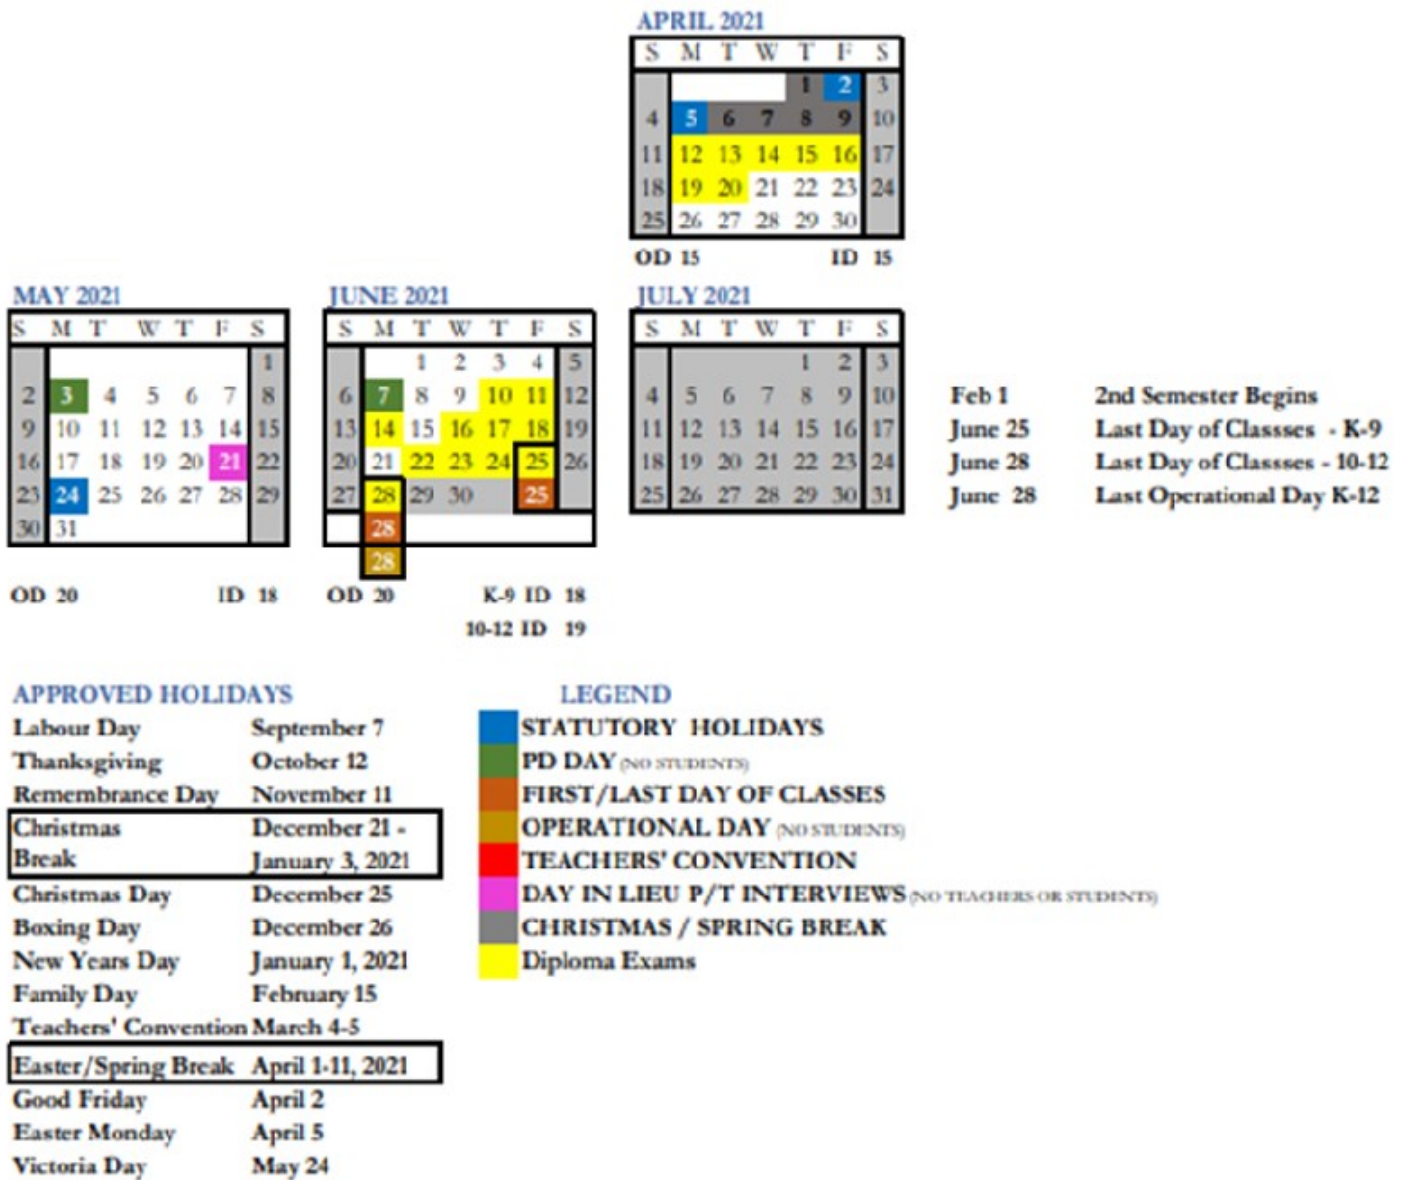 APRIL 2021
S M T W T F S
1 2 3
4 5 6 7 8 9 10
11 12 13 14 15 16 17
18 19 20 21 22 23 24
25 26 27 28 29 30
OD 15 ID 15
MAY 2021
S M T W T F S
1
2 3 4 5 6 7 8
9 10 11 12 13 14 15
16 17 18 19 20 21 22
23 24 25 26 27 28 29
30 31
OD 20 ID 18
JUNE 2021
S M T W T F S
1 2 3 4 5
6 7 8 9 10 11 12
13 14 15 16 17 18 19
20 21 22 23 24 25 26
27 28 29 30 25
28
28
OD 20 K-9 ID 18
10-12 ID 19
JULY 2021
S M T W T F S
1 2 3
4 5 6 7 8 9 10
11 12 13 14 15 16 17
18 19 20 21 22 23 24
25 26 27 28 29 30 31
Feb 1 2nd Semester Begins
June 25 Last Day of Classses - K-9
June 28 Last Day of Classses - 10-12
June 28 Last Operational Day K-12
APPROVED HOLIDAYS
Labour Day September 7
Thanksgiving October 12
Remembrance Day November 11
Christmas December 21 -
Break January 3, 2021
Christmas Day December 25
Boxing Day December 26
New Years Day January 1, 2021
Family Day February 15
Teachers' Convention March 4-5
Easter/Spring Break April 1-11, 2021
Good Friday April 2
Easter Monday April 5
Victoria Day May 24
LEGEND
STATUTORY HOLIDAYS
PD DAY (NO STUDENTS)
FIRST/LAST DAY OF CLASSES
OPERATIONAL DAY (NO STUDENTS)
TEACHERS' CONVENTION
DAY IN LIEU P/T INTERVIEWS (NO TEACHERS OR STUDENTS)
CHRISTMAS / SPRING BREAK
Diploma Exams